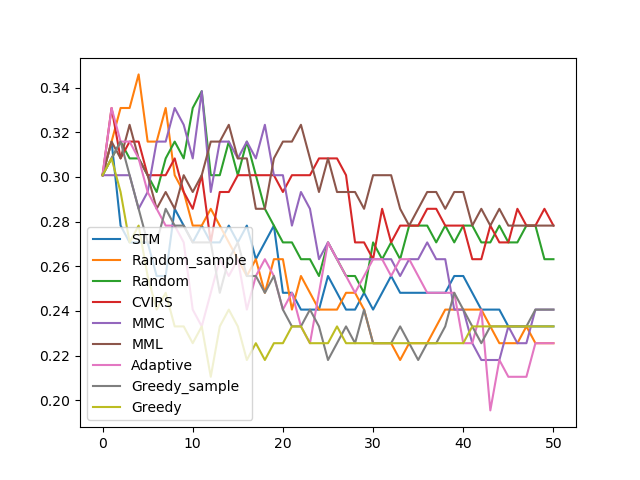 0.34
0.32
0.30
0.28
0.26
0.24
0.22
0.20
0 10 20 30 40 50
STM
Random_sample
Random
CVIRS
MMC
MML
Adaptive
Greedy_sample
Greedy